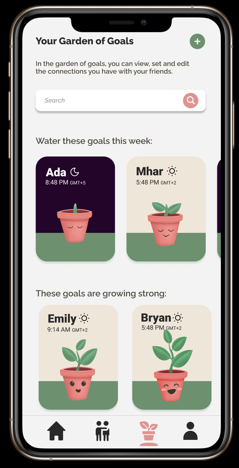 Your Garden of Goals
In the garden of goals, you can view, set and edit
the connections you have with your friends.
Search
Water these goals this week:
Ada
8:48 PM GMT+5
Mhar
5:48 PM GMT+2
These goals are growing strong:
Emily
9:14 AM GMT+2
Bryan
5:48 PM GMT+2